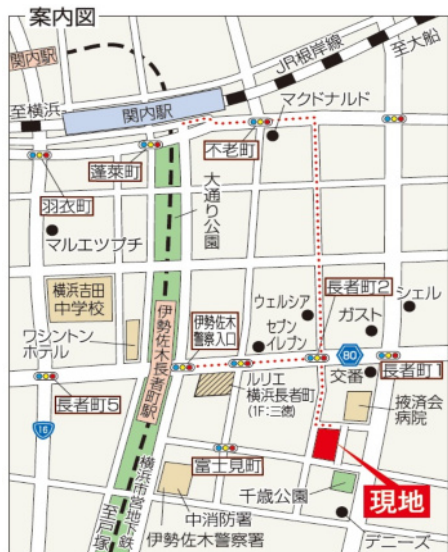 案内図
関内駅
至大船
JR根岸線
至横浜
関内駅
マクドナルド
蓬莱町
不老町
羽衣町
大通り公園
マルエツプチ
横浜吉田
中学校
伊勢佐木
警察入口
ウェルシア
長者町2
シェル
ガスト
セブン
イレブン
ワシントン
ホテル
伊勢佐木長者町駅
80
交番
長者町1
長者町5
ルリエ
横浜長者町
(1F:三徳)
掖済会
病院
16
富士見町
現地
千歳公園
横浜市営地下鉄
至戸塚
中消防署
伊勢佐木警察署
デニーズ